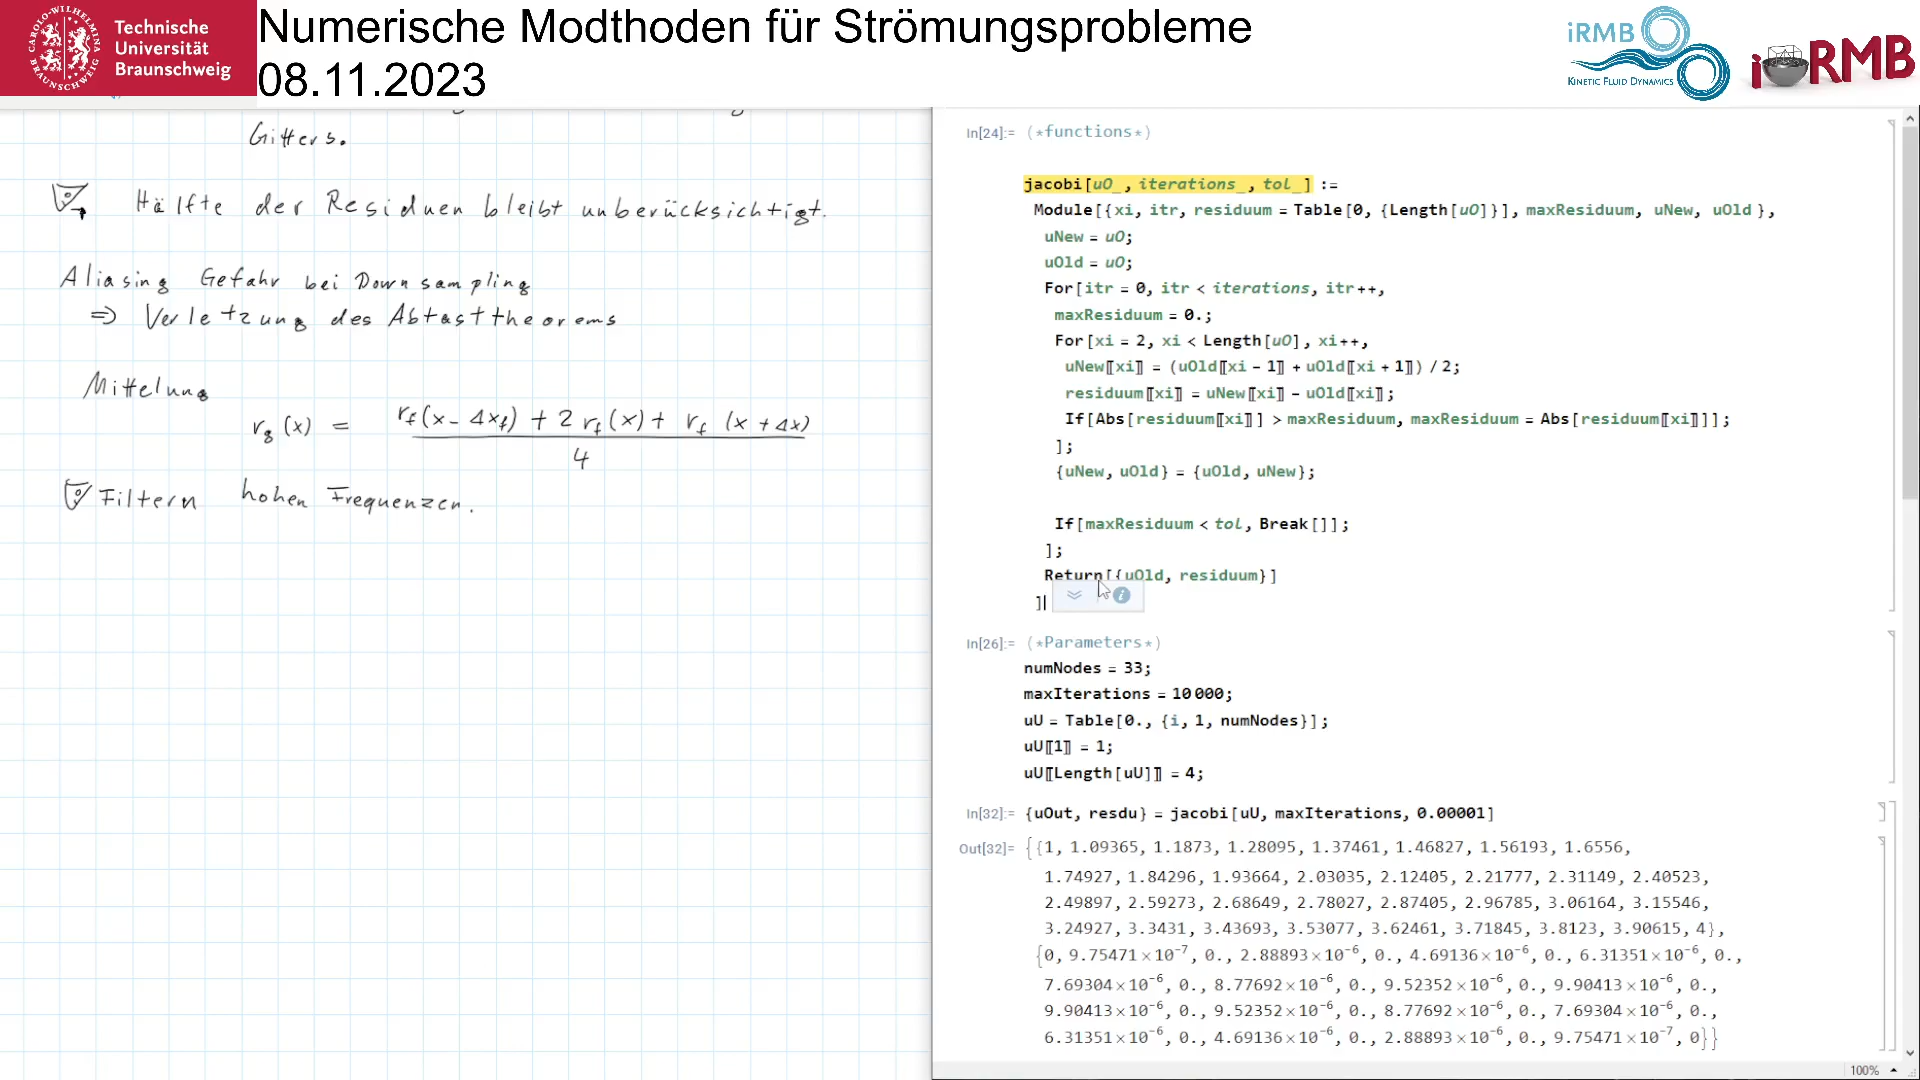 Technische
Universität
Braunschweig
Numerische Modthoden für Strömungsprobleme
08.11.2023
iRMB
KINETIC FLUID DYNAMICS
iRMB
Gitters.
Hälfte der Residuen bleibt unberücksichtigt.
Aliasing Gefahr bei Downsampling
=> Verletzung des Abtasttheorems
Mittelung
r_g (x) = (r_f (x - Δx_f) + 2 r_f (x) + r_f (x + Δx)) / 4
Filtern hohen Frequenzen.
In[24]:= (*functions*)
jacobi[uO_, iterations_, tol_] :=
Module[{xi, itr, residuum = Table[0, {Length[uO]}], maxResiduum, uNew, uOld },
uNew = uO;
uOld = uO;
For[itr = 0, itr < iterations, itr++,
maxResiduum = 0.;
For[xi = 2, xi < Length[uO], xi++,
uNew[[xi]] = (uOld[[xi - 1]] + uOld[[xi + 1]]) / 2;
residuum[[xi]] = uNew[[xi]] - uOld[[xi]];
If[Abs[residuum[[xi]]] > maxResiduum, maxResiduum = Abs[residuum[[xi]]]];
];
{uNew, uOld} = {uOld, uNew};
If[maxResiduum < tol, Break[]];
];
Return[{uOld, residuum}]
]
In[26]:= (*Parameters*)
numNodes = 33;
maxIterations = 10000;
uU = Table[0., {i, 1, numNodes}];
uU[[1]] = 1;
uU[[Length[uU]]] = 4;
In[32]:= {uOut, resdu} = jacobi[uU, maxIterations, 0.00001]
Out[32]= {{1, 1.09365, 1.1873, 1.28095, 1.37461, 1.46827, 1.56193, 1.6556,
1.74927, 1.84296, 1.93664, 2.03035, 2.12405, 2.21777, 2.31149, 2.40523,
2.49897, 2.59273, 2.68649, 2.78027, 2.87405, 2.96785, 3.06164, 3.15546,
3.24927, 3.3431, 3.43693, 3.53077, 3.62461, 3.71845, 3.8123, 3.90615, 4},
{0, 9.75471×10⁻⁷, 0., 2.88893×10⁻⁶, 0., 4.69136×10⁻⁶, 0., 6.31351×10⁻⁶, 0.,
7.69304×10⁻⁶, 0., 8.77692×10⁻⁶, 0., 9.52352×10⁻⁶, 0., 9.90413×10⁻⁶, 0.,
9.90413×10⁻⁶, 0., 9.52352×10⁻⁶, 0., 8.77692×10⁻⁶, 0., 7.69304×10⁻⁶, 0.,
6.31351×10⁻⁶, 0., 4.69136×10⁻⁶, 0., 2.88893×10⁻⁶, 0., 9.75471×10⁻⁷, 0}}
100%